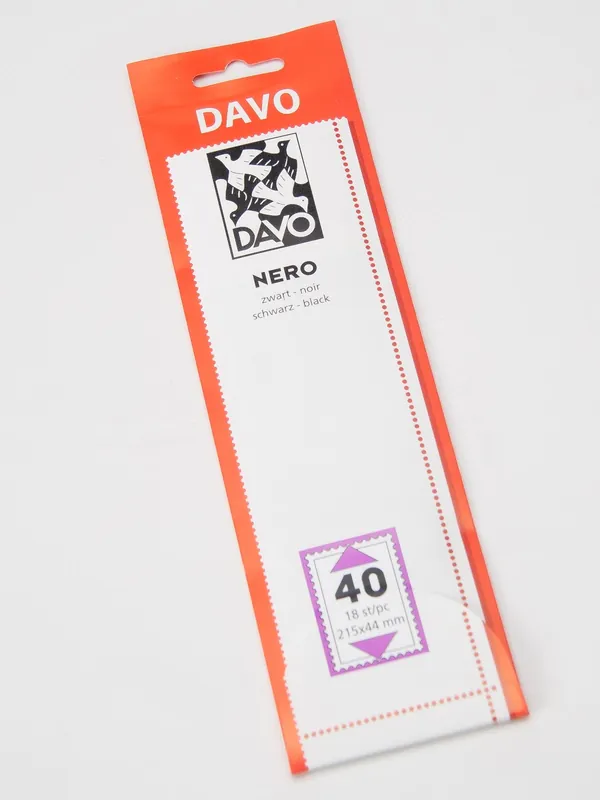 DAVO
DAVO
NERO
zwart - noir
schwarz - black
40
18 st/pc
215x44 mm